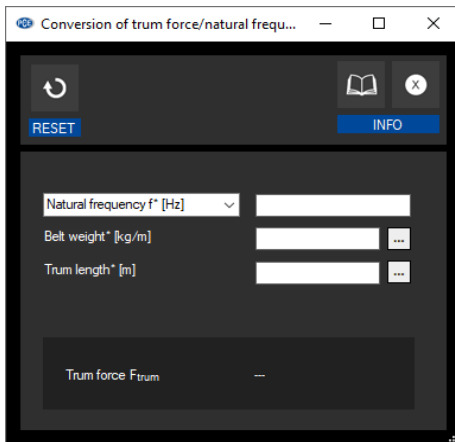 PCE Conversion of trum force/natural frequ...
X
RESET
INFO
Natural frequency f* [Hz]
Belt weight* [kg/m]
...
Trum length* [m]
...
Trum force Ftrum ---